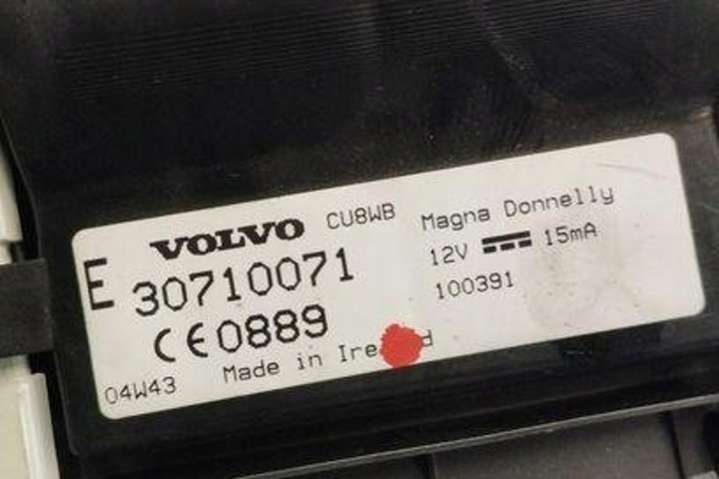 VOLVO CU8WB
E 30710071
CE0889
04W43 Made in Ire d
Magna Donnelly
12V 15mA
100391